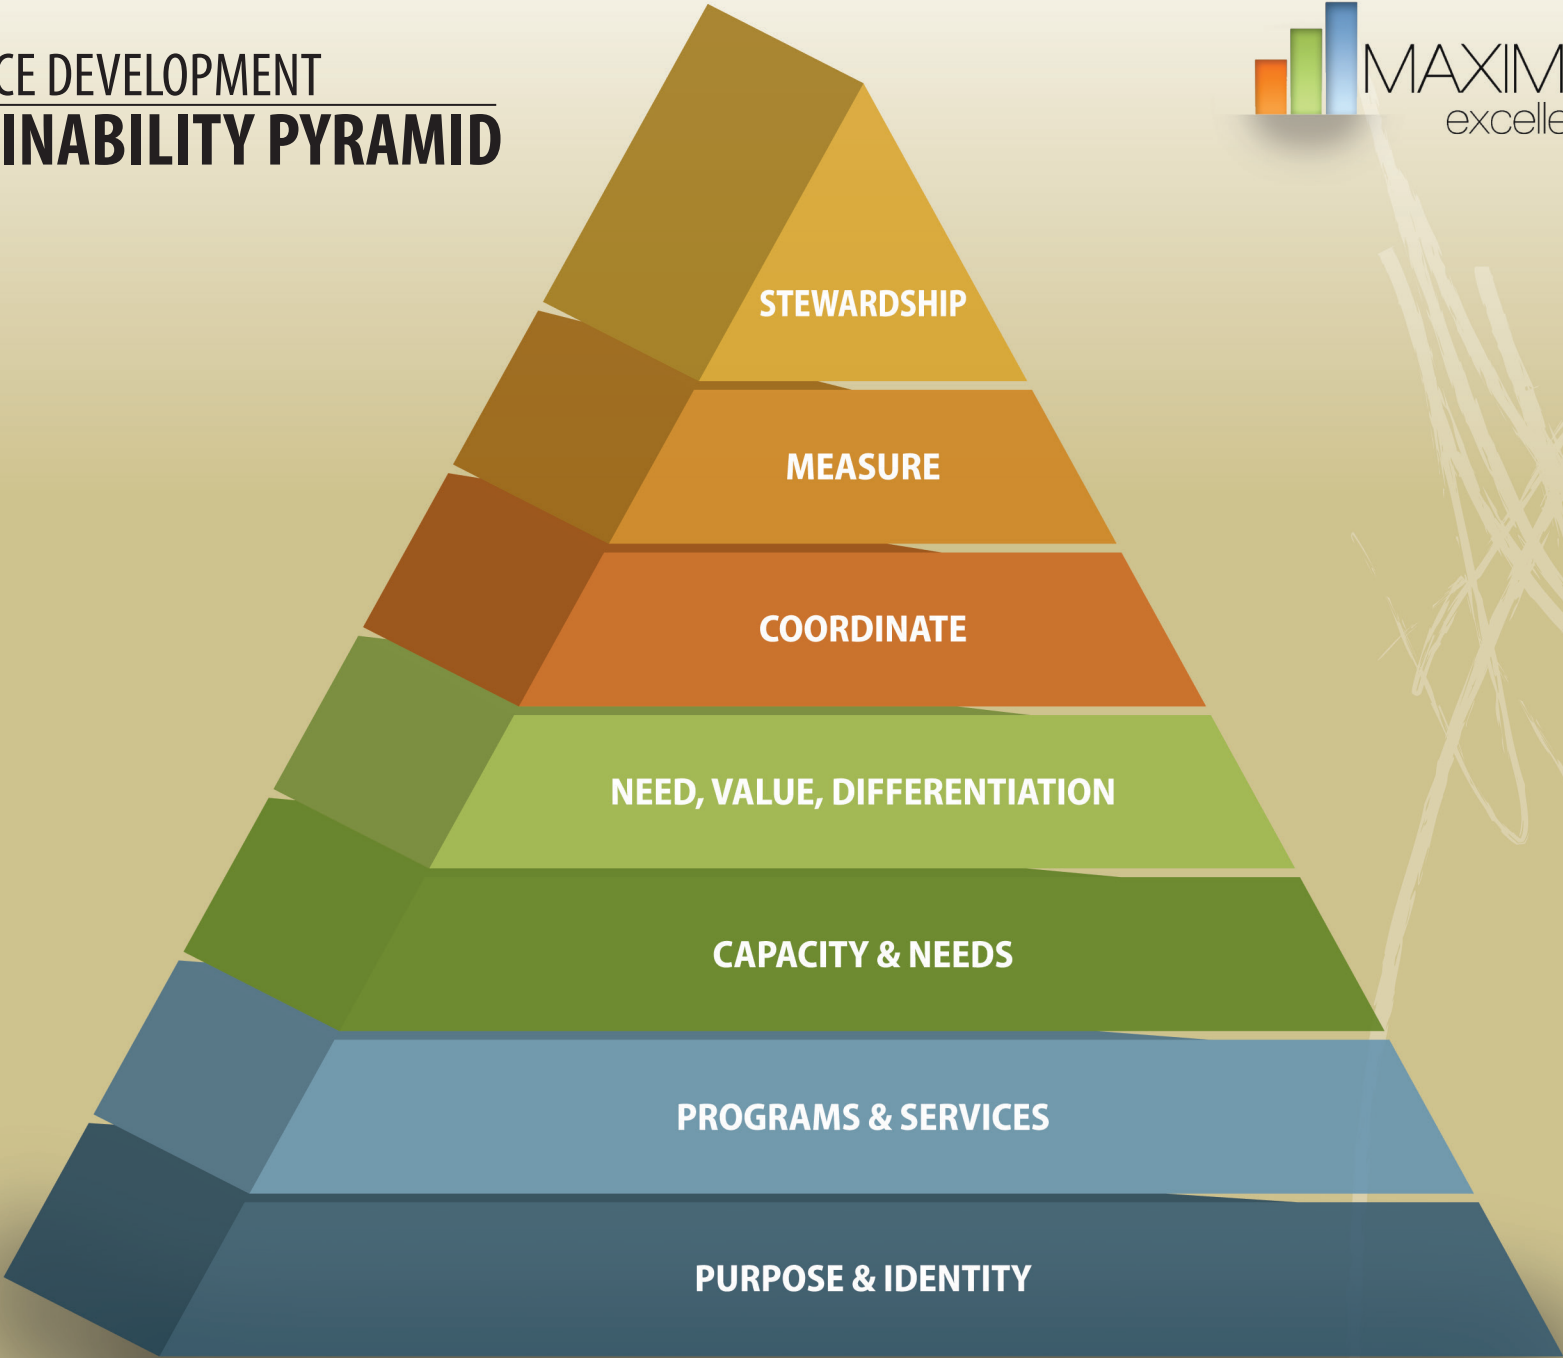 CE DEVELOPMENT
INABILITY PYRAMID
MAXIM
excelle
STEWARDSHIP
MEASURE
COORDINATE
NEED, VALUE, DIFFERENTIATION
CAPACITY & NEEDS
PROGRAMS & SERVICES
PURPOSE & IDENTITY